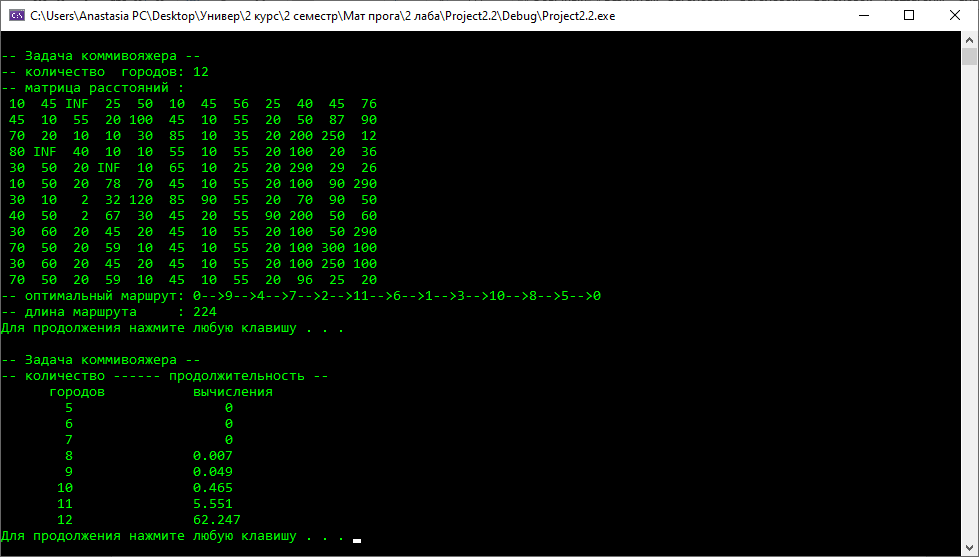 C:\Users\Anastasia PC\Desktop\Универ\2 курс\2 семестр\Мат прога\2 лаба\Project2.2\Debug\Project2.2.exe
-- Задача коммивояжера --
-- количество  городов: 12
-- матрица расстояний :
 10  45 INF  25  50  10  45  56  25  40  45  76
 45  10  55  20 100  45  10  55  20  50  87  90
 70  20  10  10  30  85  10  35  20 200 250  12
 80 INF  40  10  10  55  10  55  20 100  20  36
 30  50  20 INF  10  65  10  25  20 290  29  26
 10  50  20  78  70  45  10  55  20 100  90 290
 30  10   2  32 120  85  90  55  20  70  90  50
 40  50   2  67  30  45  20  55  90 200  50  60
 30  60  20  45  20  45  10  55  20 100  50 290
 70  50  20  59  10  45  10  55  20 100 300 100
 30  60  20  45  20  45  10  55  20 100 250 100
 70  50  20  59  10  45  10  55  20  96  25  20
-- оптимальный маршрут: 0-->9-->4-->7-->2-->11-->6-->1-->3-->10-->8-->5-->0
-- длина маршрута     : 224
Для продолжения нажмите любую клавишу . . .
-- Задача коммивояжера --
-- количество ------ продолжительность --
      городов           вычисления
        5                   0
        6                   0
        7                   0
        8               0.007
        9               0.049
       10               0.465
       11               5.551
       12               62.247
Для продолжения нажмите любую клавишу . . .